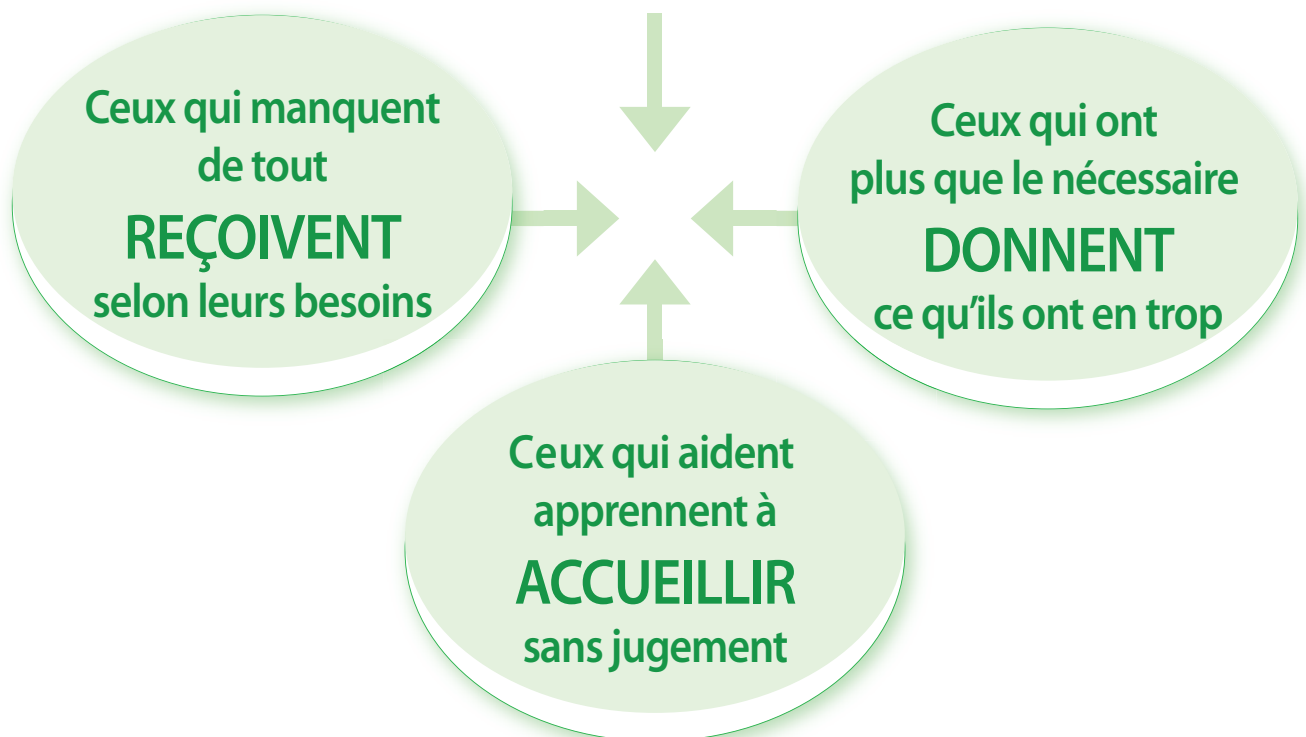 Ceux qui manquent
de tout
REÇOIVENT
selon leurs besoins
Ceux qui ont
plus que le nécessaire
DONNENT
ce qu'ils ont en trop
Ceux qui aident
apprennent à
ACCUEILLIR
sans jugement